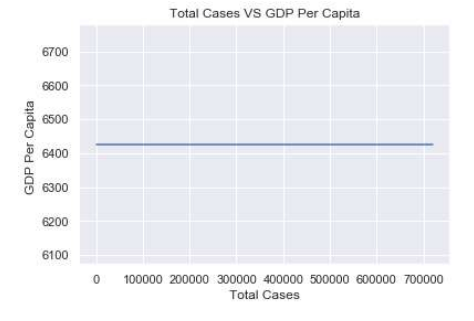 Total Cases VS GDP Per Capita
GDP Per Capita
6700
6600
6500
6400
6300
6200
6100
0 100000 200000 300000 400000 500000 600000 700000
Total Cases